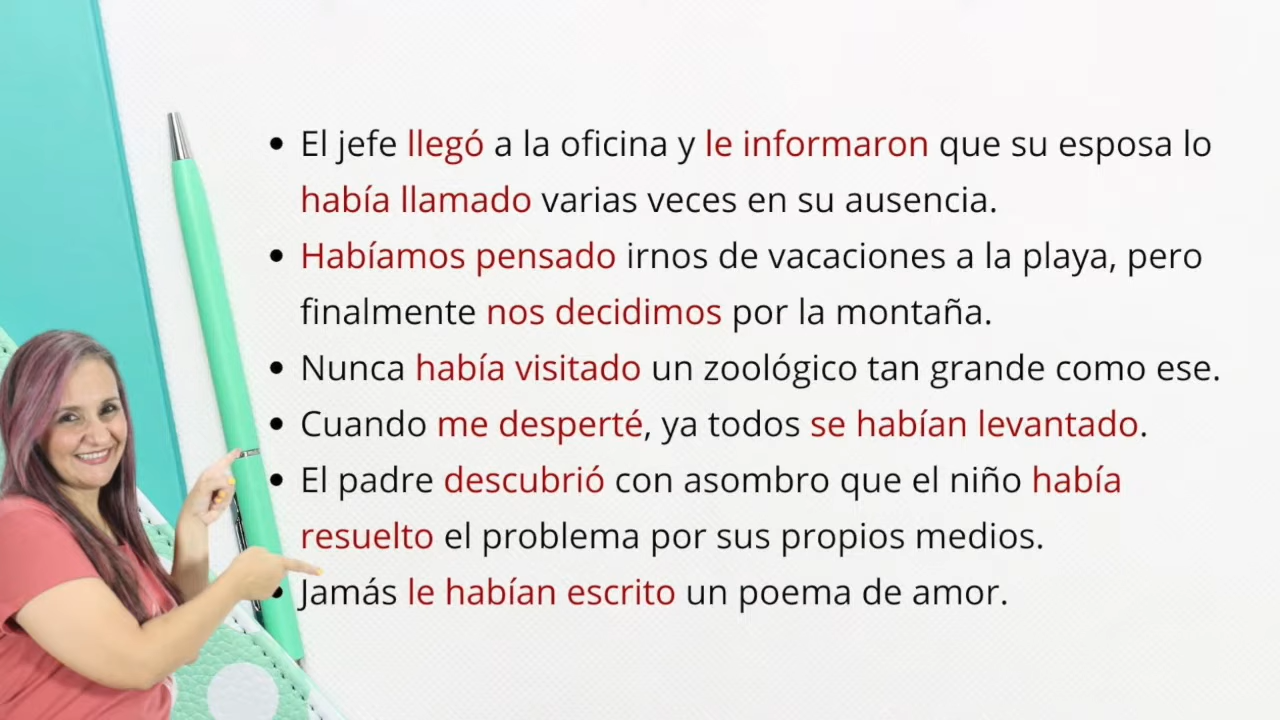 • El jefe llegó a la oficina y le informaron que su esposa lo
había llamado varias veces en su ausencia.
• Habíamos pensado irnos de vacaciones a la playa, pero
finalmente nos decidimos por la montaña.
• Nunca había visitado un zoológico tan grande como ese.
• Cuando me desperté, ya todos se habían levantado.
• El padre descubrió con asombro que el niño había
resuelto el problema por sus propios medios.
• Jamás le habían escrito un poema de amor.